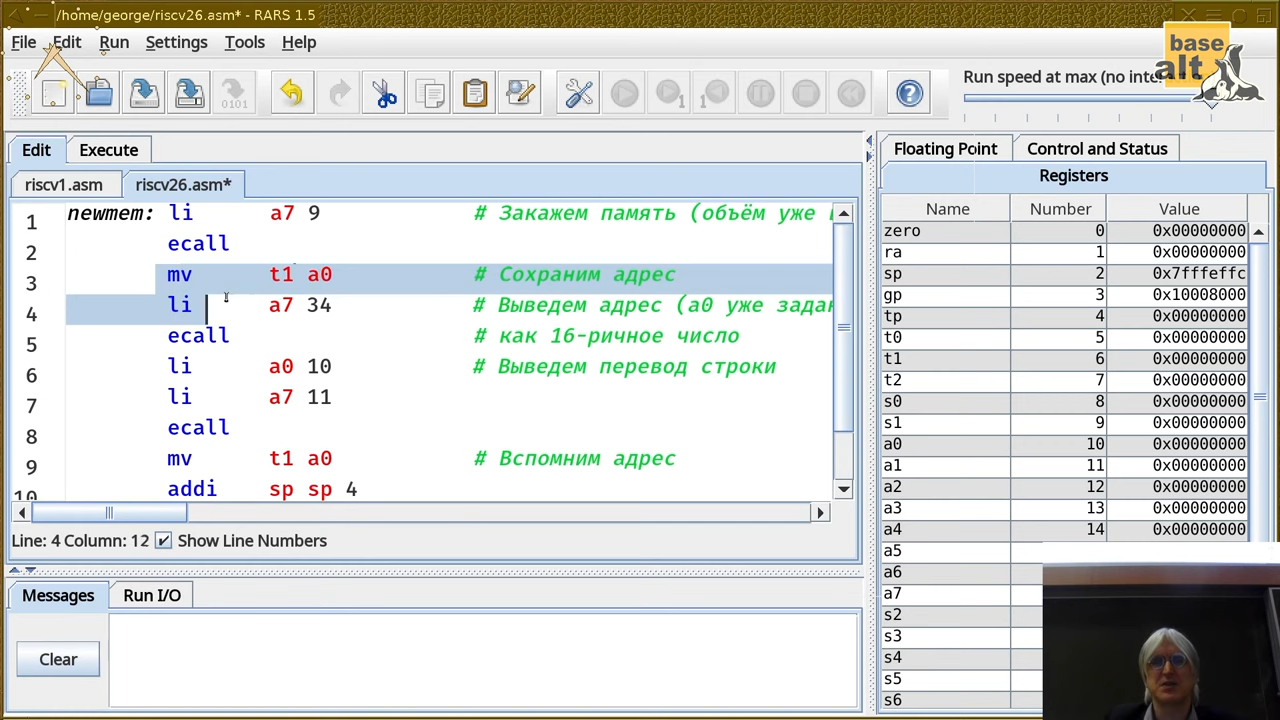 /home/george/riscv26.asm* - RARS 1.5
File Edit Run Settings Tools Help
base
alt
Run speed at max (no
Edit Execute
riscv1.asm riscv26.asm*
Floating Point Control and Status
Registers
Name Number Value
1 newmem: li a7 9 # Закажем память (объём уже
2 ecall
3 mv t1 a0 # Сохраним адрес
4 li a7 34 # Выведем адрес (a0 уже
5 ecall # как 16-ричное число
6 li a0 10 # Выведем перевод строки
7 li a7 11
8 ecall
9 mv t1 a0 # Вспомним адрес
10 addi sp sp 4
zero 0 0x00000000
ra 1 0x00000000
sp 2 0x7fffeffc
gp 3 0x10008000
tp 4 0x00000000
t0 5 0x00000000
t1 6 0x00000000
t2 7 0x00000000
s0 8 0x00000000
s1 9 0x00000000
a0 10 0x00000000
a1 11 0x00000000
a2 12 0x00000000
a3 13 0x00000000
a4 14 0x00000000
a5
a6
a7
s2
s3
s4
s5
s6
Line: 4 Column: 12 Show Line Numbers
Messages Run I/O
Clear